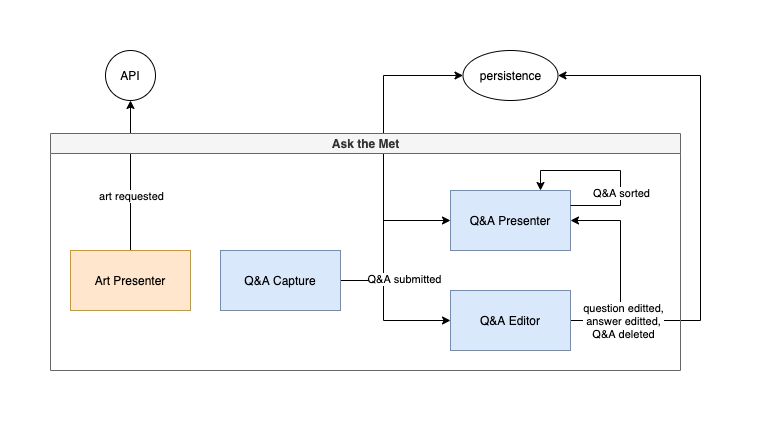 API
persistence
Ask the Met
art requested
Q&A sorted
Q&A Presenter
Art Presenter
Q&A Capture
Q&A submitted
Q&A Editor
question editted,
answer editted,
Q&A deleted